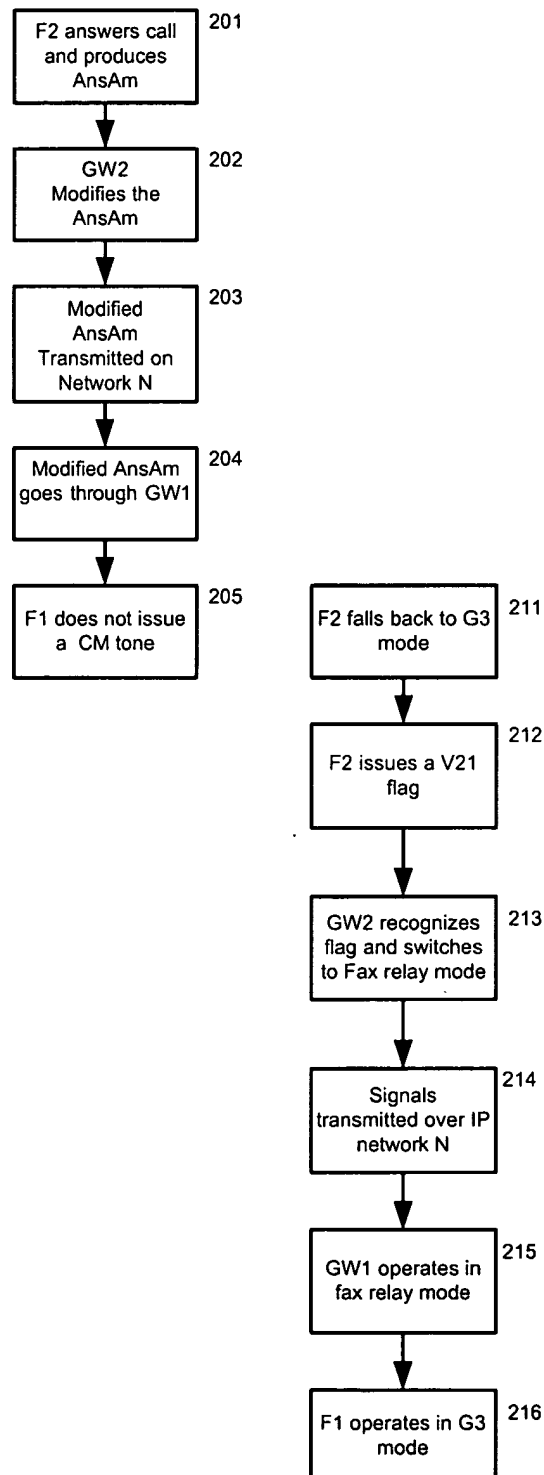 F2 answers call
and produces
AnsAm
201
GW2
Modifies the
AnsAm
202
Modified
AnsAm
Transmitted on
Network N
203
Modified AnsAm
goes through GW1
204
F1 does not issue
a CM tone
205
F2 falls back to G3
mode
211
F2 issues a V21
flag
212
GW2 recognizes
flag and switches
to Fax relay mode
213
Signals
transmitted over IP
network N
214
GW1 operates in
fax relay mode
215
F1 operates in G3
mode
216